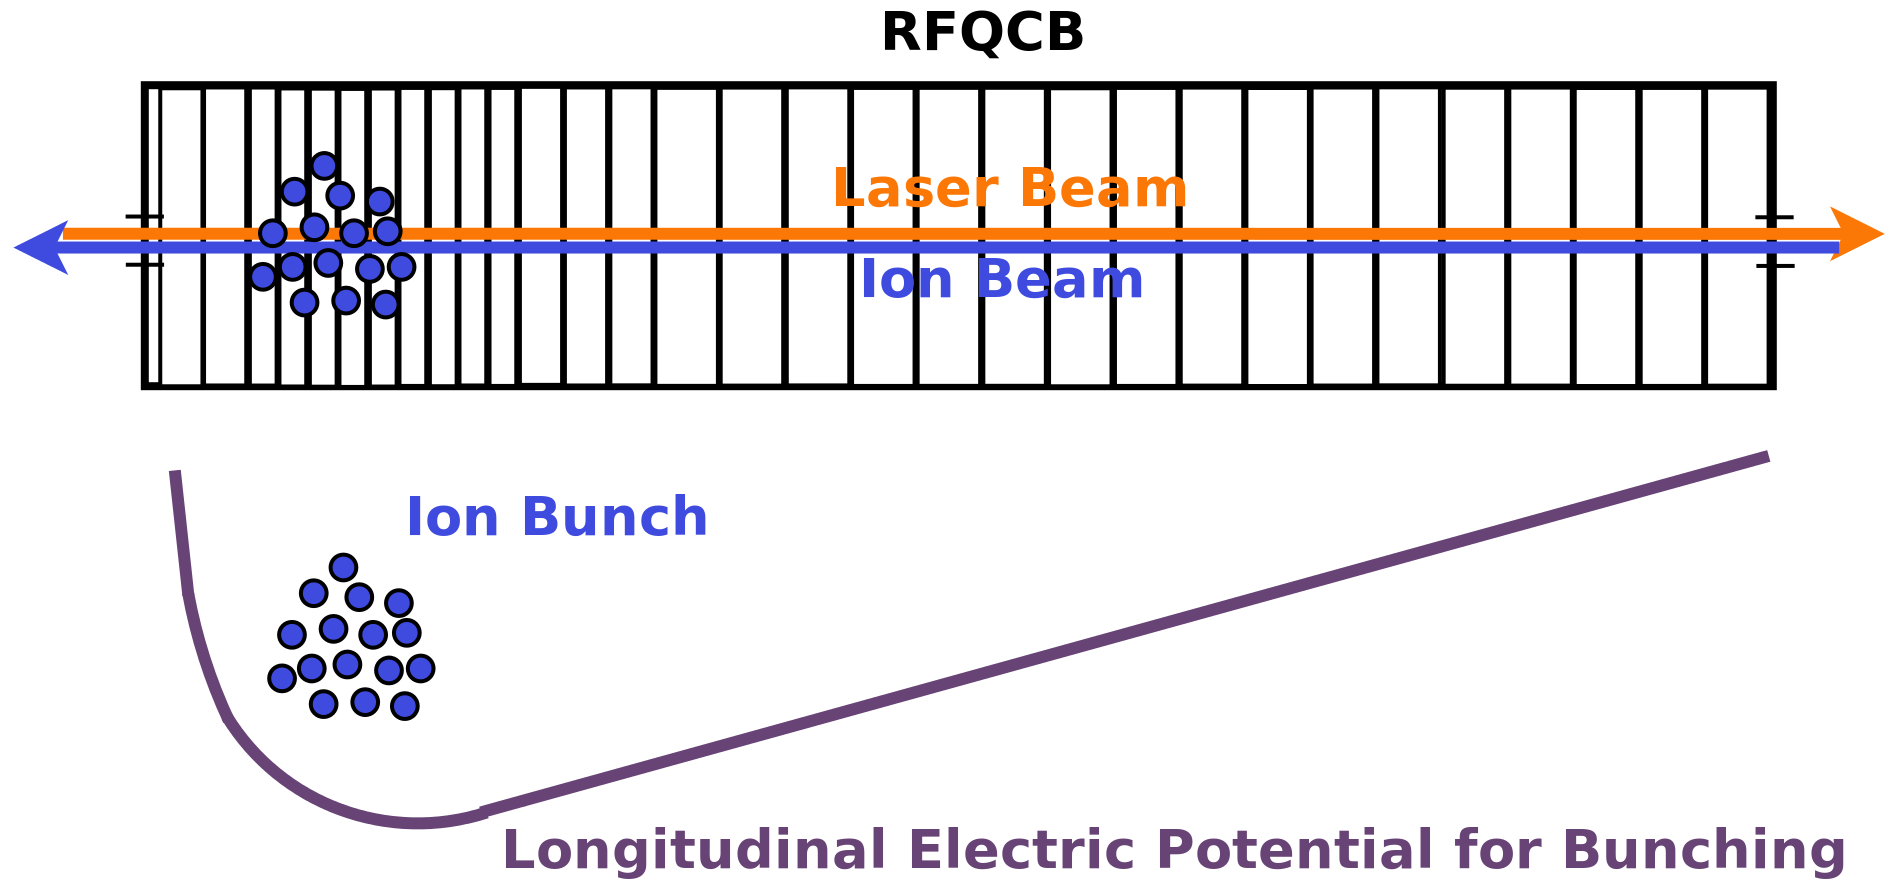 RFQCB
Laser Beam
Ion Beam
Ion Bunch
Longitudinal Electric Potential for Bunching